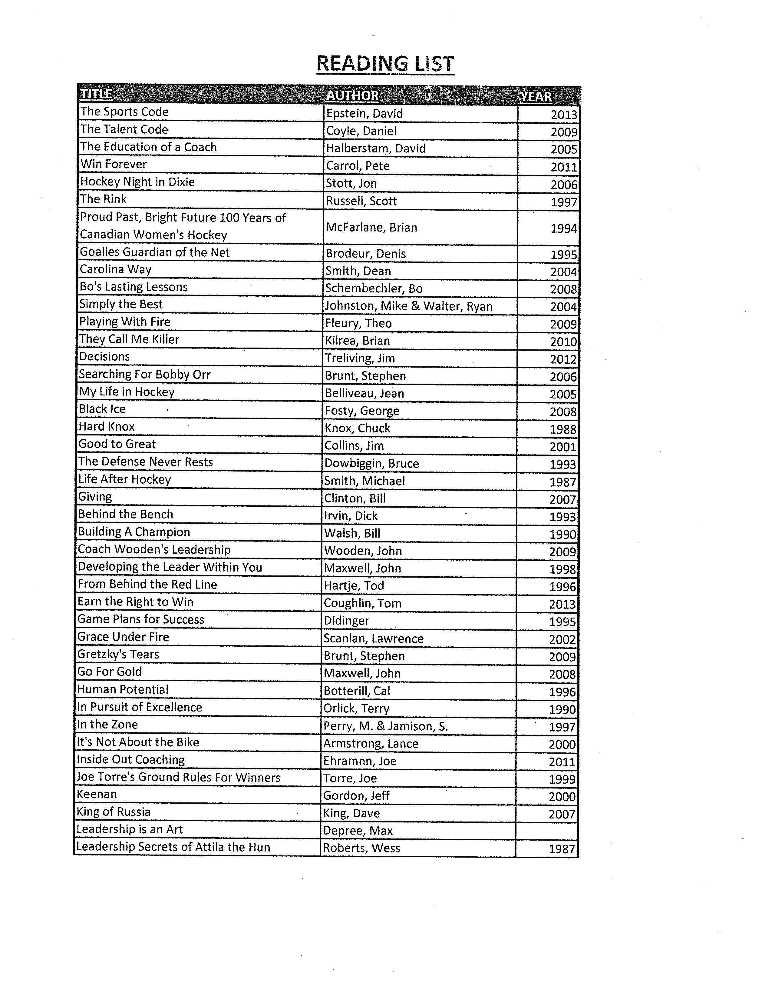 READING LIST
TITLE AUTHOR YEAR
The Sports Code Epstein, David 2013
The Talent Code Coyle, Daniel 2009
The Education of a Coach Halberstam, David 2005
Win Forever Carrol, Pete 2011
Hockey Night in Dixie Stott, Jon 2006
The Rink Russell, Scott 1997
Proud Past, Bright Future 100 Years of
Canadian Women's Hockey McFarlane, Brian 1994
Goalies Guardian of the Net Brodeur, Denis 1995
Carolina Way Smith, Dean 2004
Bo's Lasting Lessons Schembechler, Bo 2008
Simply the Best Johnston, Mike & Walter, Ryan 2004
Playing With Fire Fleury, Theo 2009
They Call Me Killer Kilrea, Brian 2010
Decisions Treliving, Jim 2012
Searching For Bobby Orr Brunt, Stephen 2006
My Life in Hockey Belliveau, Jean 2005
Black Ice Fosty, George 2008
Hard Knox Knox, Chuck 1988
Good to Great Collins, Jim 2001
The Defense Never Rests Dowbiggin, Bruce 1993
Life After Hockey Smith, Michael 1987
Giving Clinton, Bill 2007
Behind the Bench Irvin, Dick 1993
Building A Champion Walsh, Bill 1990
Coach Wooden's Leadership Wooden, John 2009
Developing the Leader Within You Maxwell, John 1998
From Behind the Red Line Hartje, Tod 1996
Earn the Right to Win Coughlin, Tom 2013
Game Plans for Success Didinger 1995
Grace Under Fire Scanlan, Lawrence 2002
Gretzky's Tears Brunt, Stephen 2009
Go For Gold Maxwell, John 2008
Human Potential Botterill, Cal 1996
In Pursuit of Excellence Orlick, Terry 1990
In the Zone Perry, M. & Jamison, S. 1997
It's Not About the Bike Armstrong, Lance 2000
Inside Out Coaching Ehramnn, Joe 2011
Joe Torre's Ground Rules For Winners Torre, Joe 1999
Keenan Gordon, Jeff 2000
King of Russia King, Dave 2007
Leadership is an Art Depree, Max
Leadership Secrets of Attila the Hun Roberts, Wess 1987